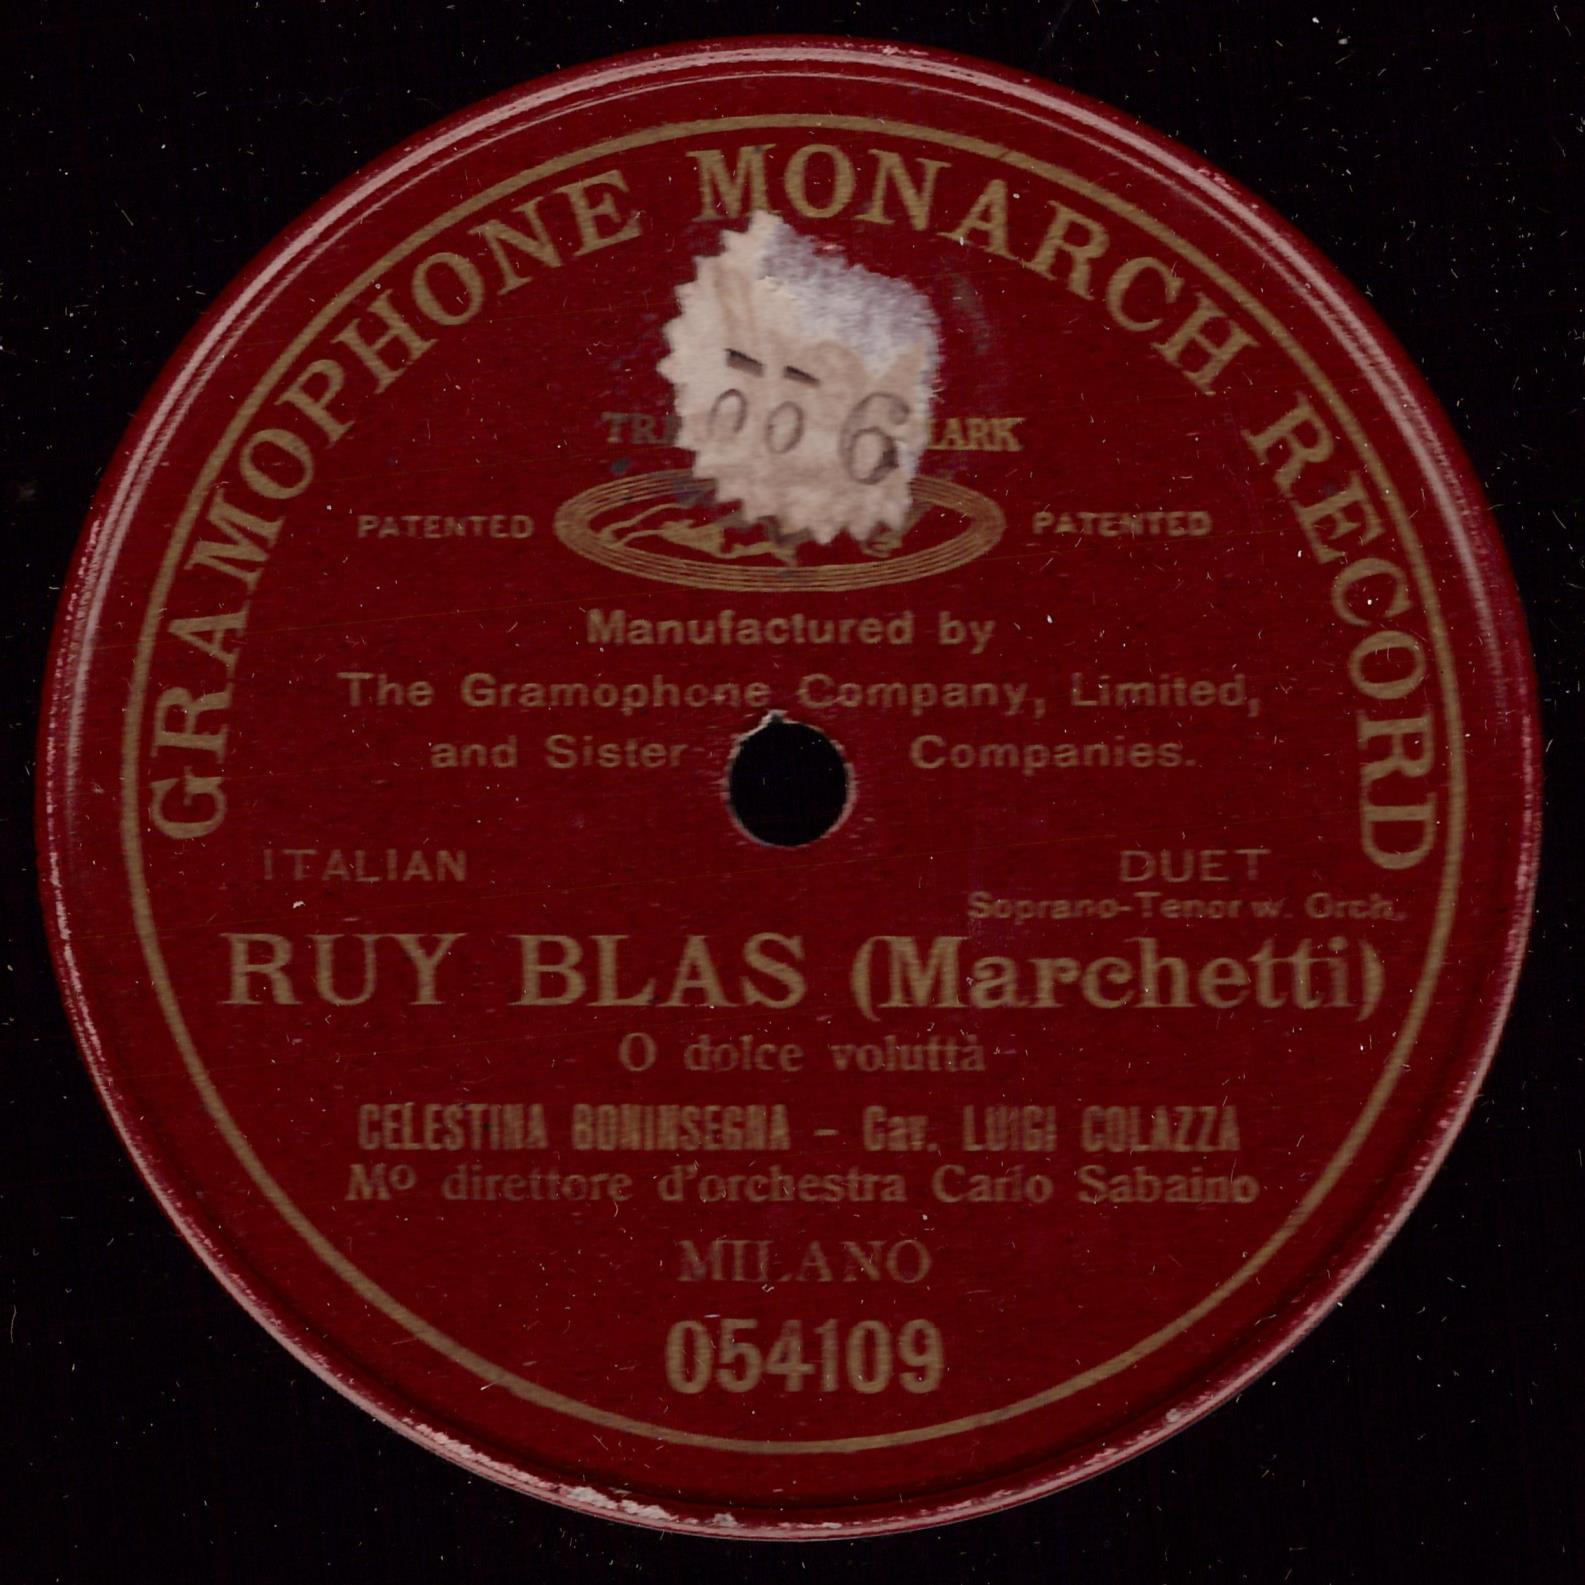 GRAMOPHONE MONARCH RECORD
006
PATENTED PATENTED
Manufactured by
The Gramophone Company, Limited,
and Sister Companies.
ITALIAN DUET
Soprano-Tenor w. Orch.
RUY BLAS (Marchetti)
O dolce voluttà
CELESTINA BONINSEGNA - Cav. LUIGI COLAZZA
Mo direttore d'orchestra Carlo Sabaino
MILANO
054109